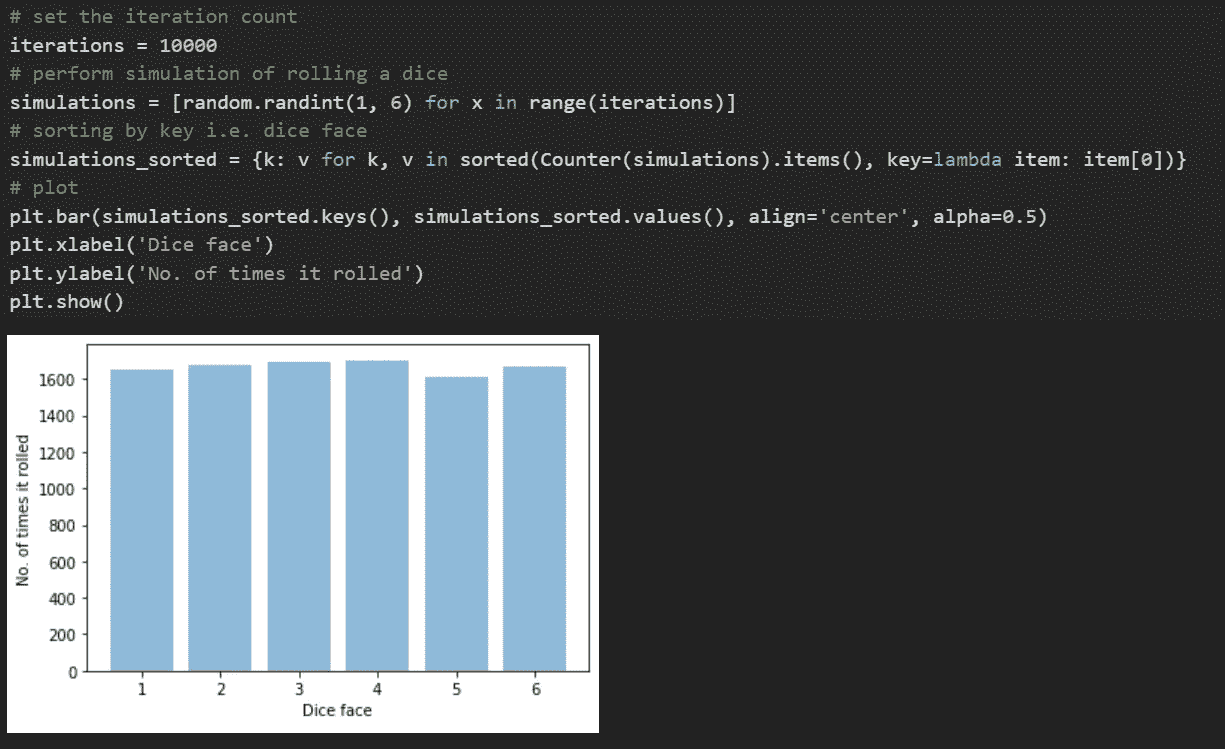 # set the iteration count
iterations = 10000
# perform simulation of rolling a dice
simulations = [random.randint(1, 6) for x in range(iterations)]
# sorting by key i.e. dice face
simulations_sorted = {k: v for k, v in sorted(Counter(simulations).items(), key=lambda item: item[0])}
# plot
plt.bar(simulations_sorted.keys(), simulations_sorted.values(), align='center', alpha=0.5)
plt.xlabel('Dice face')
plt.ylabel('No. of times it rolled')
plt.show()
No. of times it rolled
1600
1400
1200
1000
800
600
400
200
0
1 2 3 4 5 6
Dice face